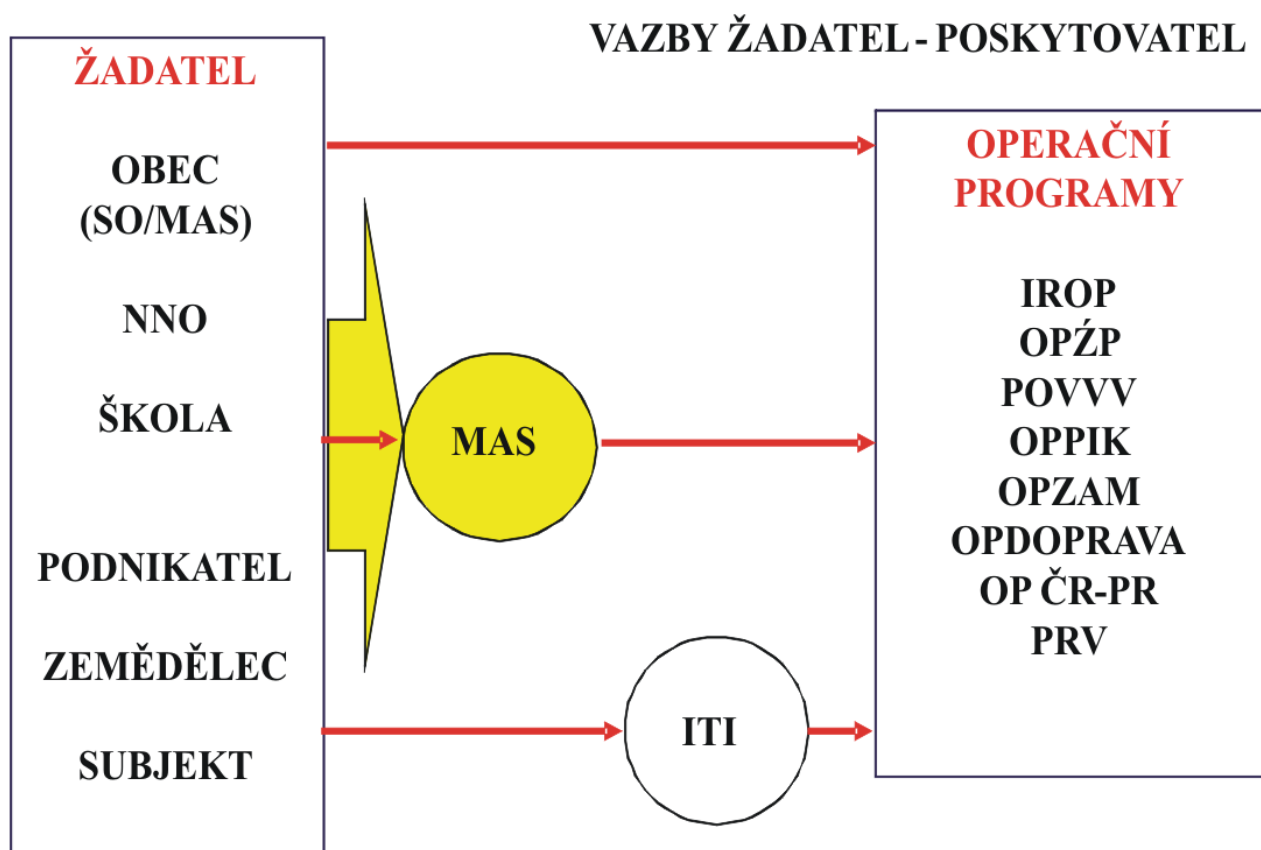 VAZBY ŽADATEL - POSKYTOVATEL
ŽADATEL
OBEC
(SO/MAS)
NNO
ŠKOLA
PODNIKATEL
ZEMĚDĚLEC
SUBJEKT
MAS
ITI
OPERAČNÍ
PROGRAMY
IROP
OPŹP
POVVV
OPPIK
OPZAM
OPDOPRAVA
OP ČR-PR
PRV